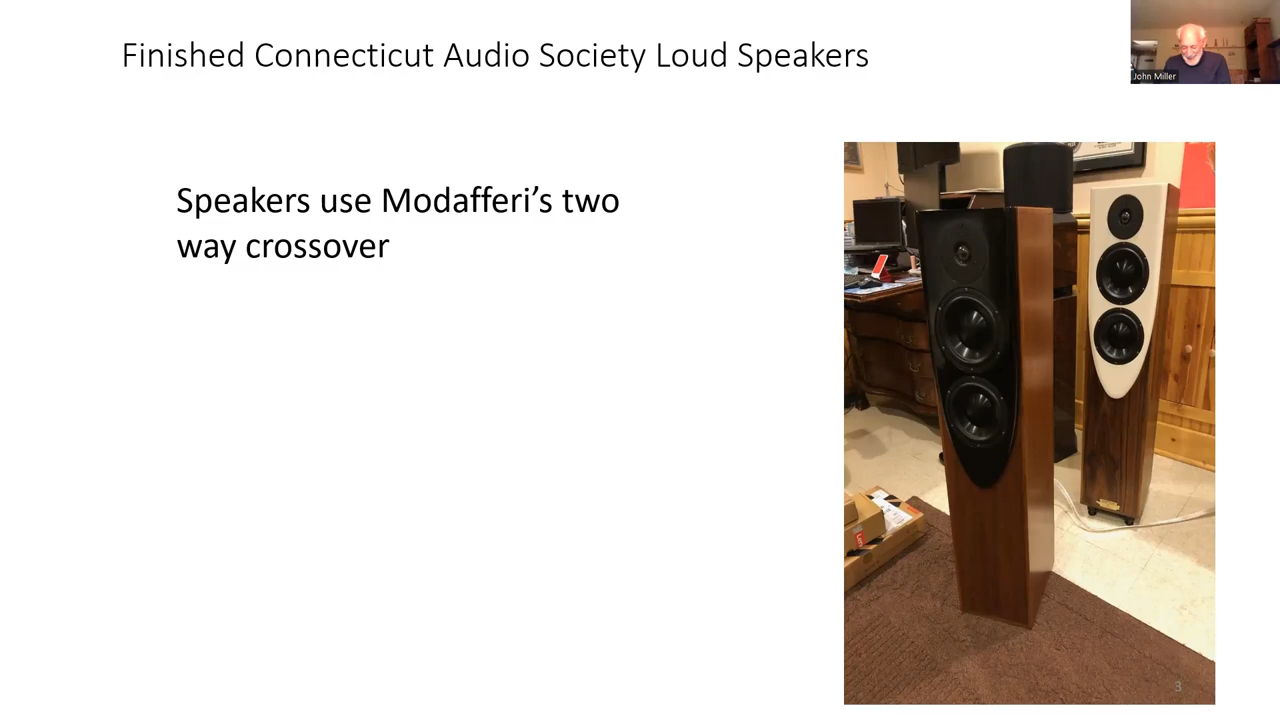 Finished Connecticut Audio Society Loud Speakers
John Miller
Speakers use Modafferi’s two
way crossover
3